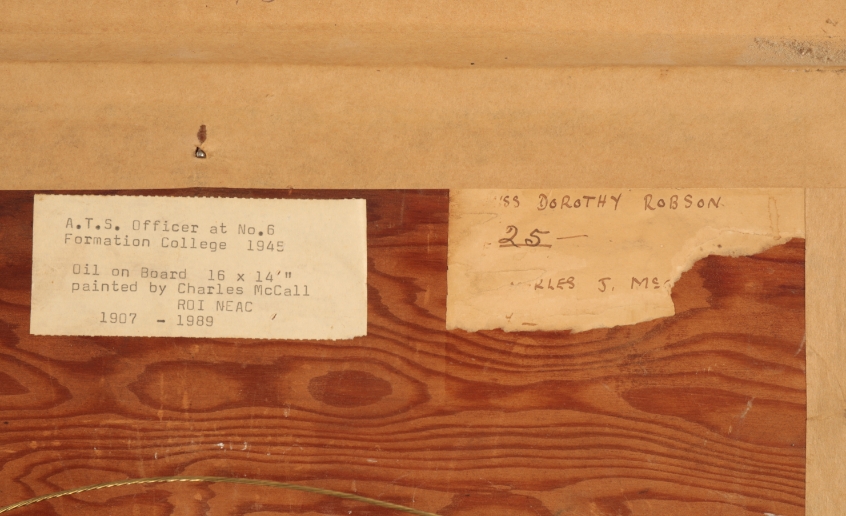 A.T.S. Officer at No.6
Formation College 1945
Oil on Board 16 x 14'"
painted by Charles McCall
ROI NEAC
1907 - 1989
'SS DOROTHY ROBSON
25 —
RLES J. Mc